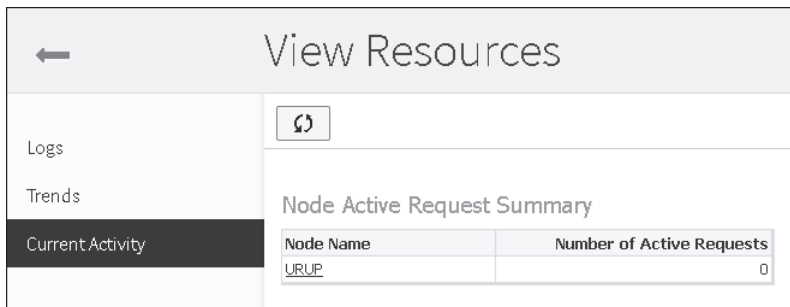 View Resources
Logs
Trends
Current Activity
Node Active Request Summary
Node Name Number of Active Requests
URUP 0